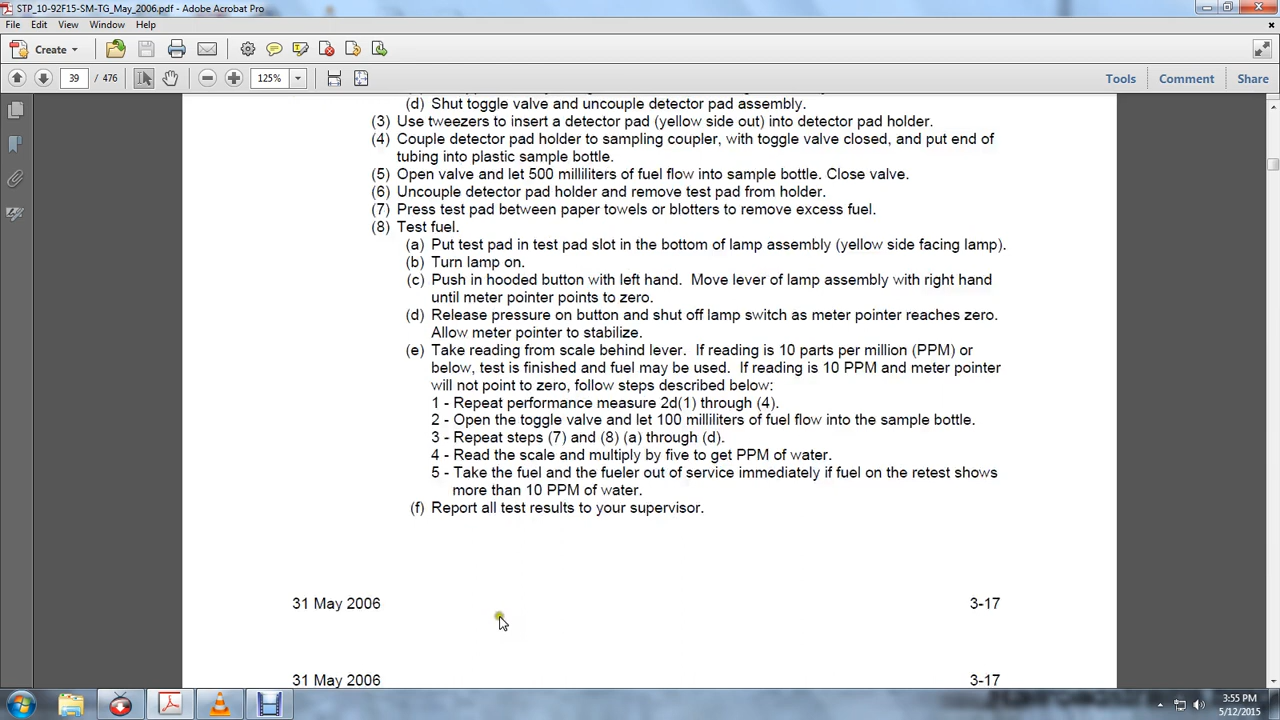 STP_10-92F15-SM-TG_May_2006.pdf - Adobe Acrobat Pro
File Edit View Window Help
Create
39 / 476 125% Tools Comment Share
(d) Shut toggle valve and uncouple detector pad assembly.
(3) Use tweezers to insert a detector pad (yellow side out) into detector pad holder.
(4) Couple detector pad holder to sampling coupler, with toggle valve closed, and put end of
tubing into plastic sample bottle.
(5) Open valve and let 500 milliliters of fuel flow into sample bottle. Close valve.
(6) Uncouple detector pad holder and remove test pad from holder.
(7) Press test pad between paper towels or blotters to remove excess fuel.
(8) Test fuel.
(a) Put test pad in test pad slot in the bottom of lamp assembly (yellow side facing lamp).
(b) Turn lamp on.
(c) Push in hooded button with left hand. Move lever of lamp assembly with right hand
until meter pointer points to zero.
(d) Release pressure on button and shut off lamp switch as meter pointer reaches zero.
Allow meter pointer to stabilize.
(e) Take reading from scale behind lever. If reading is 10 parts per million (PPM) or
below, test is finished and fuel may be used. If reading is 10 PPM and meter pointer
will not point to zero, follow steps described below:
1 - Repeat performance measure 2d(1) through (4).
2 - Open the toggle valve and let 100 milliliters of fuel flow into the sample bottle.
3 - Repeat steps (7) and (8) (a) through (d).
4 - Read the scale and multiply by five to get PPM of water.
5 - Take the fuel and the fueler out of service immediately if fuel on the retest shows
more than 10 PPM of water.
(f) Report all test results to your supervisor.
31 May 2006 3-17
31 May 2006 3-17
3:55 PM
5/12/2015